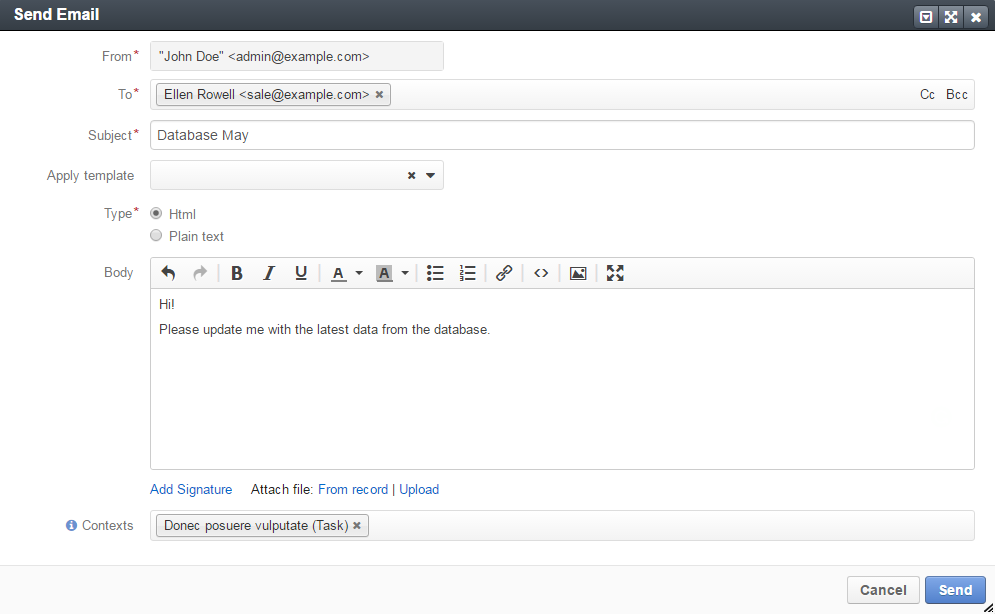 Send Email
From* "John Doe" <admin@example.com>
To* Ellen Rowell <sale@example.com> Cc Bcc
Subject* Database May
Apply template
Type* Html
Plain text
Body B I U A A
Hi!
Please update me with the latest data from the database.
Add Signature Attach file: From record | Upload
Contexts Donec posuere vulputate (Task)
Cancel Send